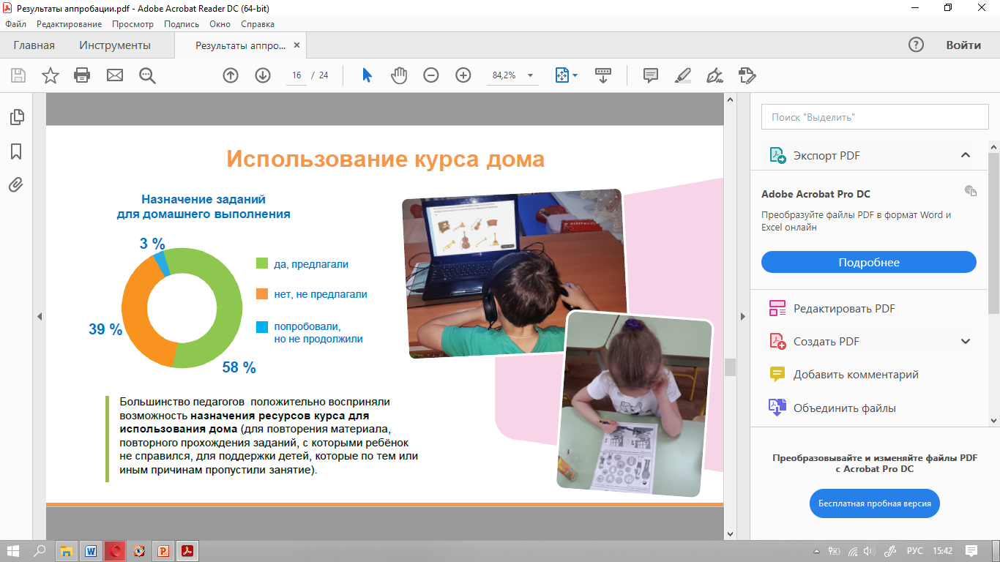 Результаты аппробации.pdf - Adobe Acrobat Reader DC (64-bit)
Файл Редактирование Просмотр Подпись Окно Справка
Главная Инструменты Результаты аппро... × Войти
16 / 24 84,2%
Использование курса дома
Назначение заданий
для домашнего выполнения
3 %
39 %
58 %
да, предлагали
нет, не предлагали
попробовали,
но не продолжили
Большинство педагогов положительно восприняли
возможность назначения ресурсов курса для
использования дома (для повторения материала,
повторного прохождения заданий, с которыми ребёнок
не справился, для поддержки детей, которые по тем или
иным причинам пропустили занятие).
Поиск "Выделить"
Экспорт PDF
Adobe Acrobat Pro DC
Преобразуйте файлы PDF в формат Word и
Excel онлайн
Подробнее
Редактировать PDF
Создать PDF
Добавить комментарий
Объединить файлы
Преобразовывайте и изменяйте файлы PDF
с Acrobat Pro DC
Бесплатная пробная версия
РУС 15:42